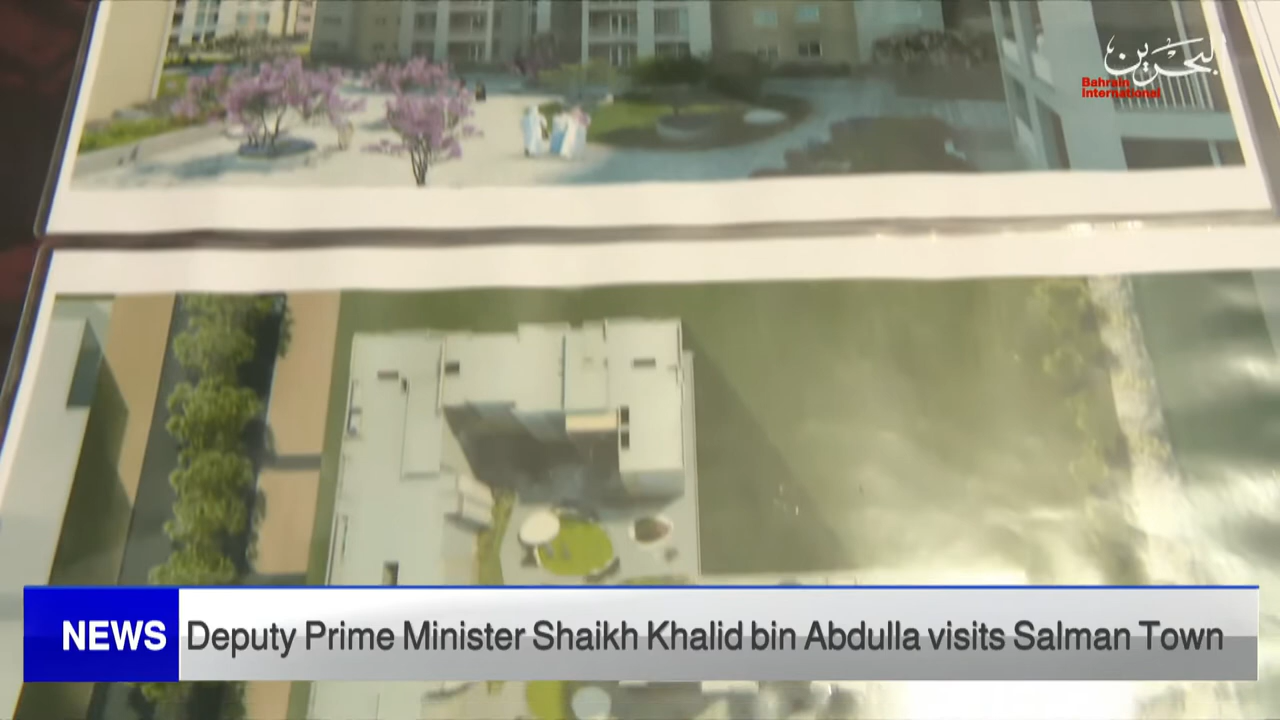 البحرين
Bahrain
International
NEWS
Deputy Prime Minister Shaikh Khalid bin Abdulla visits Salman Town